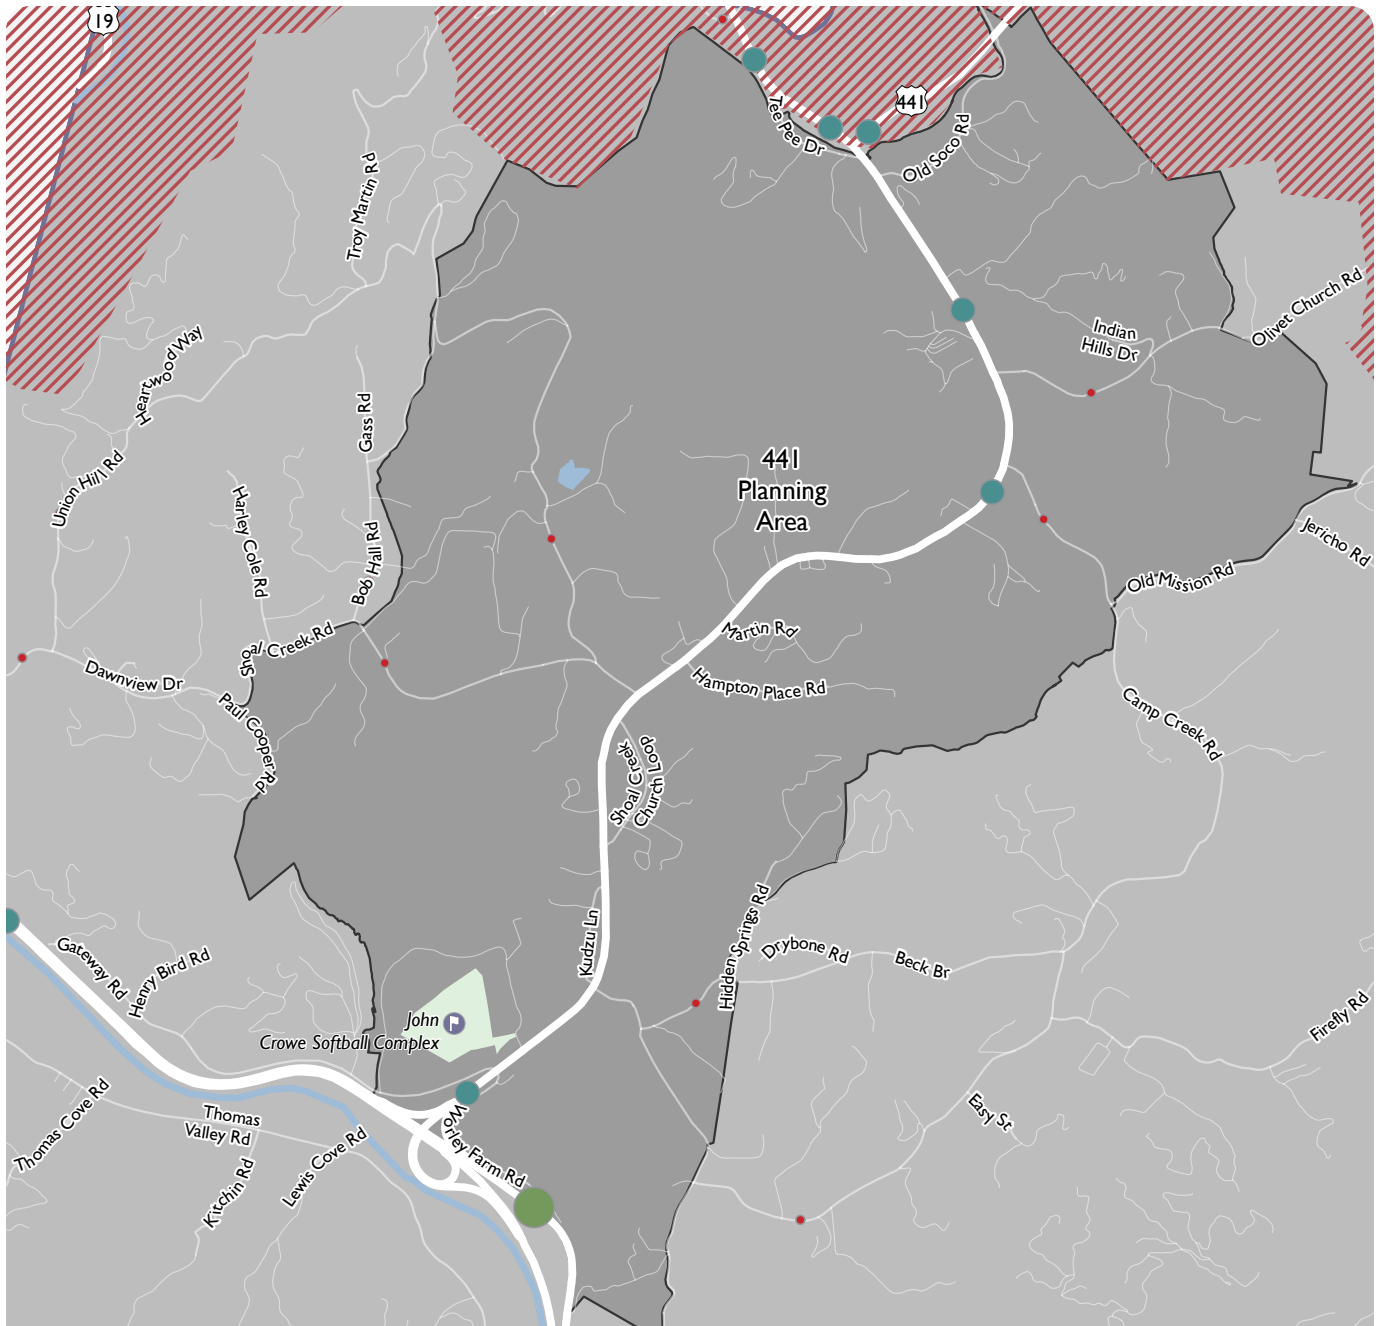 19
441
Tee Pee Dr
Old Soco Rd
Troy Martin Rd
Olivet Church Rd
Indian
Hills Dr
Heartwood Way
Gass Rd
Union Hill Rd
441
Planning
Area
Harley Cole Rd
Bob Hall Rd
Jericho Rd
Old Mission Rd
Shoal Creek Rd
Martin Rd
Dawnview Dr
Hampton Place Rd
Paul Cooper Rd
Camp Creek Rd
Shoal Creek
Church Loop
Kudzu Ln
Hidden Springs Rd
Drybone Rd
Beck Br
Gateway Rd
Henry Bird Rd
Firefly Rd
John
Crowe Softball Complex
Thomas Cove Rd
Thomas
Valley Rd
Worley Farm Rd
Easy St
Lewis Cove Rd
Kitchin Rd